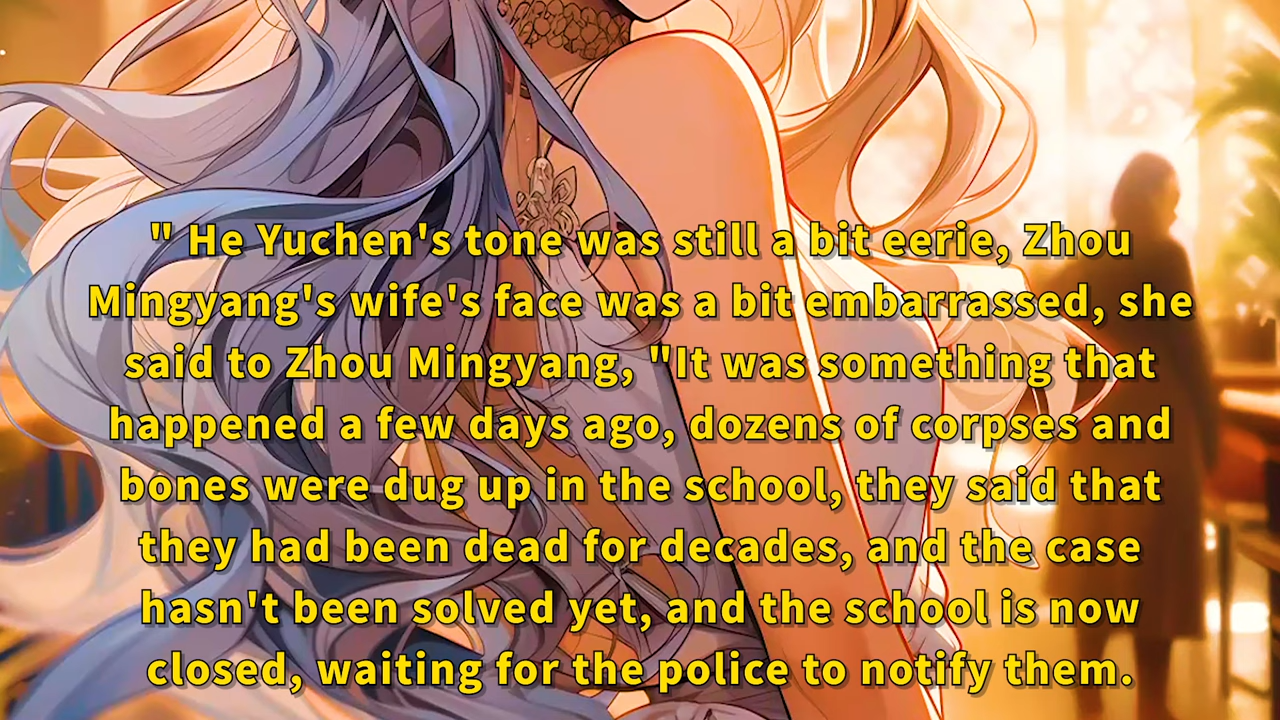 " He Yuchen's tone was still a bit eerie, Zhou
Mingyang's wife's face was a bit embarrassed, she
said to Zhou Mingyang, "It was something that
happened a few days ago, dozens of corpses and
bones were dug up in the school, they said that
they had been dead for decades, and the case
hasn't been solved yet, and the school is now
closed, waiting for the police to notify them.